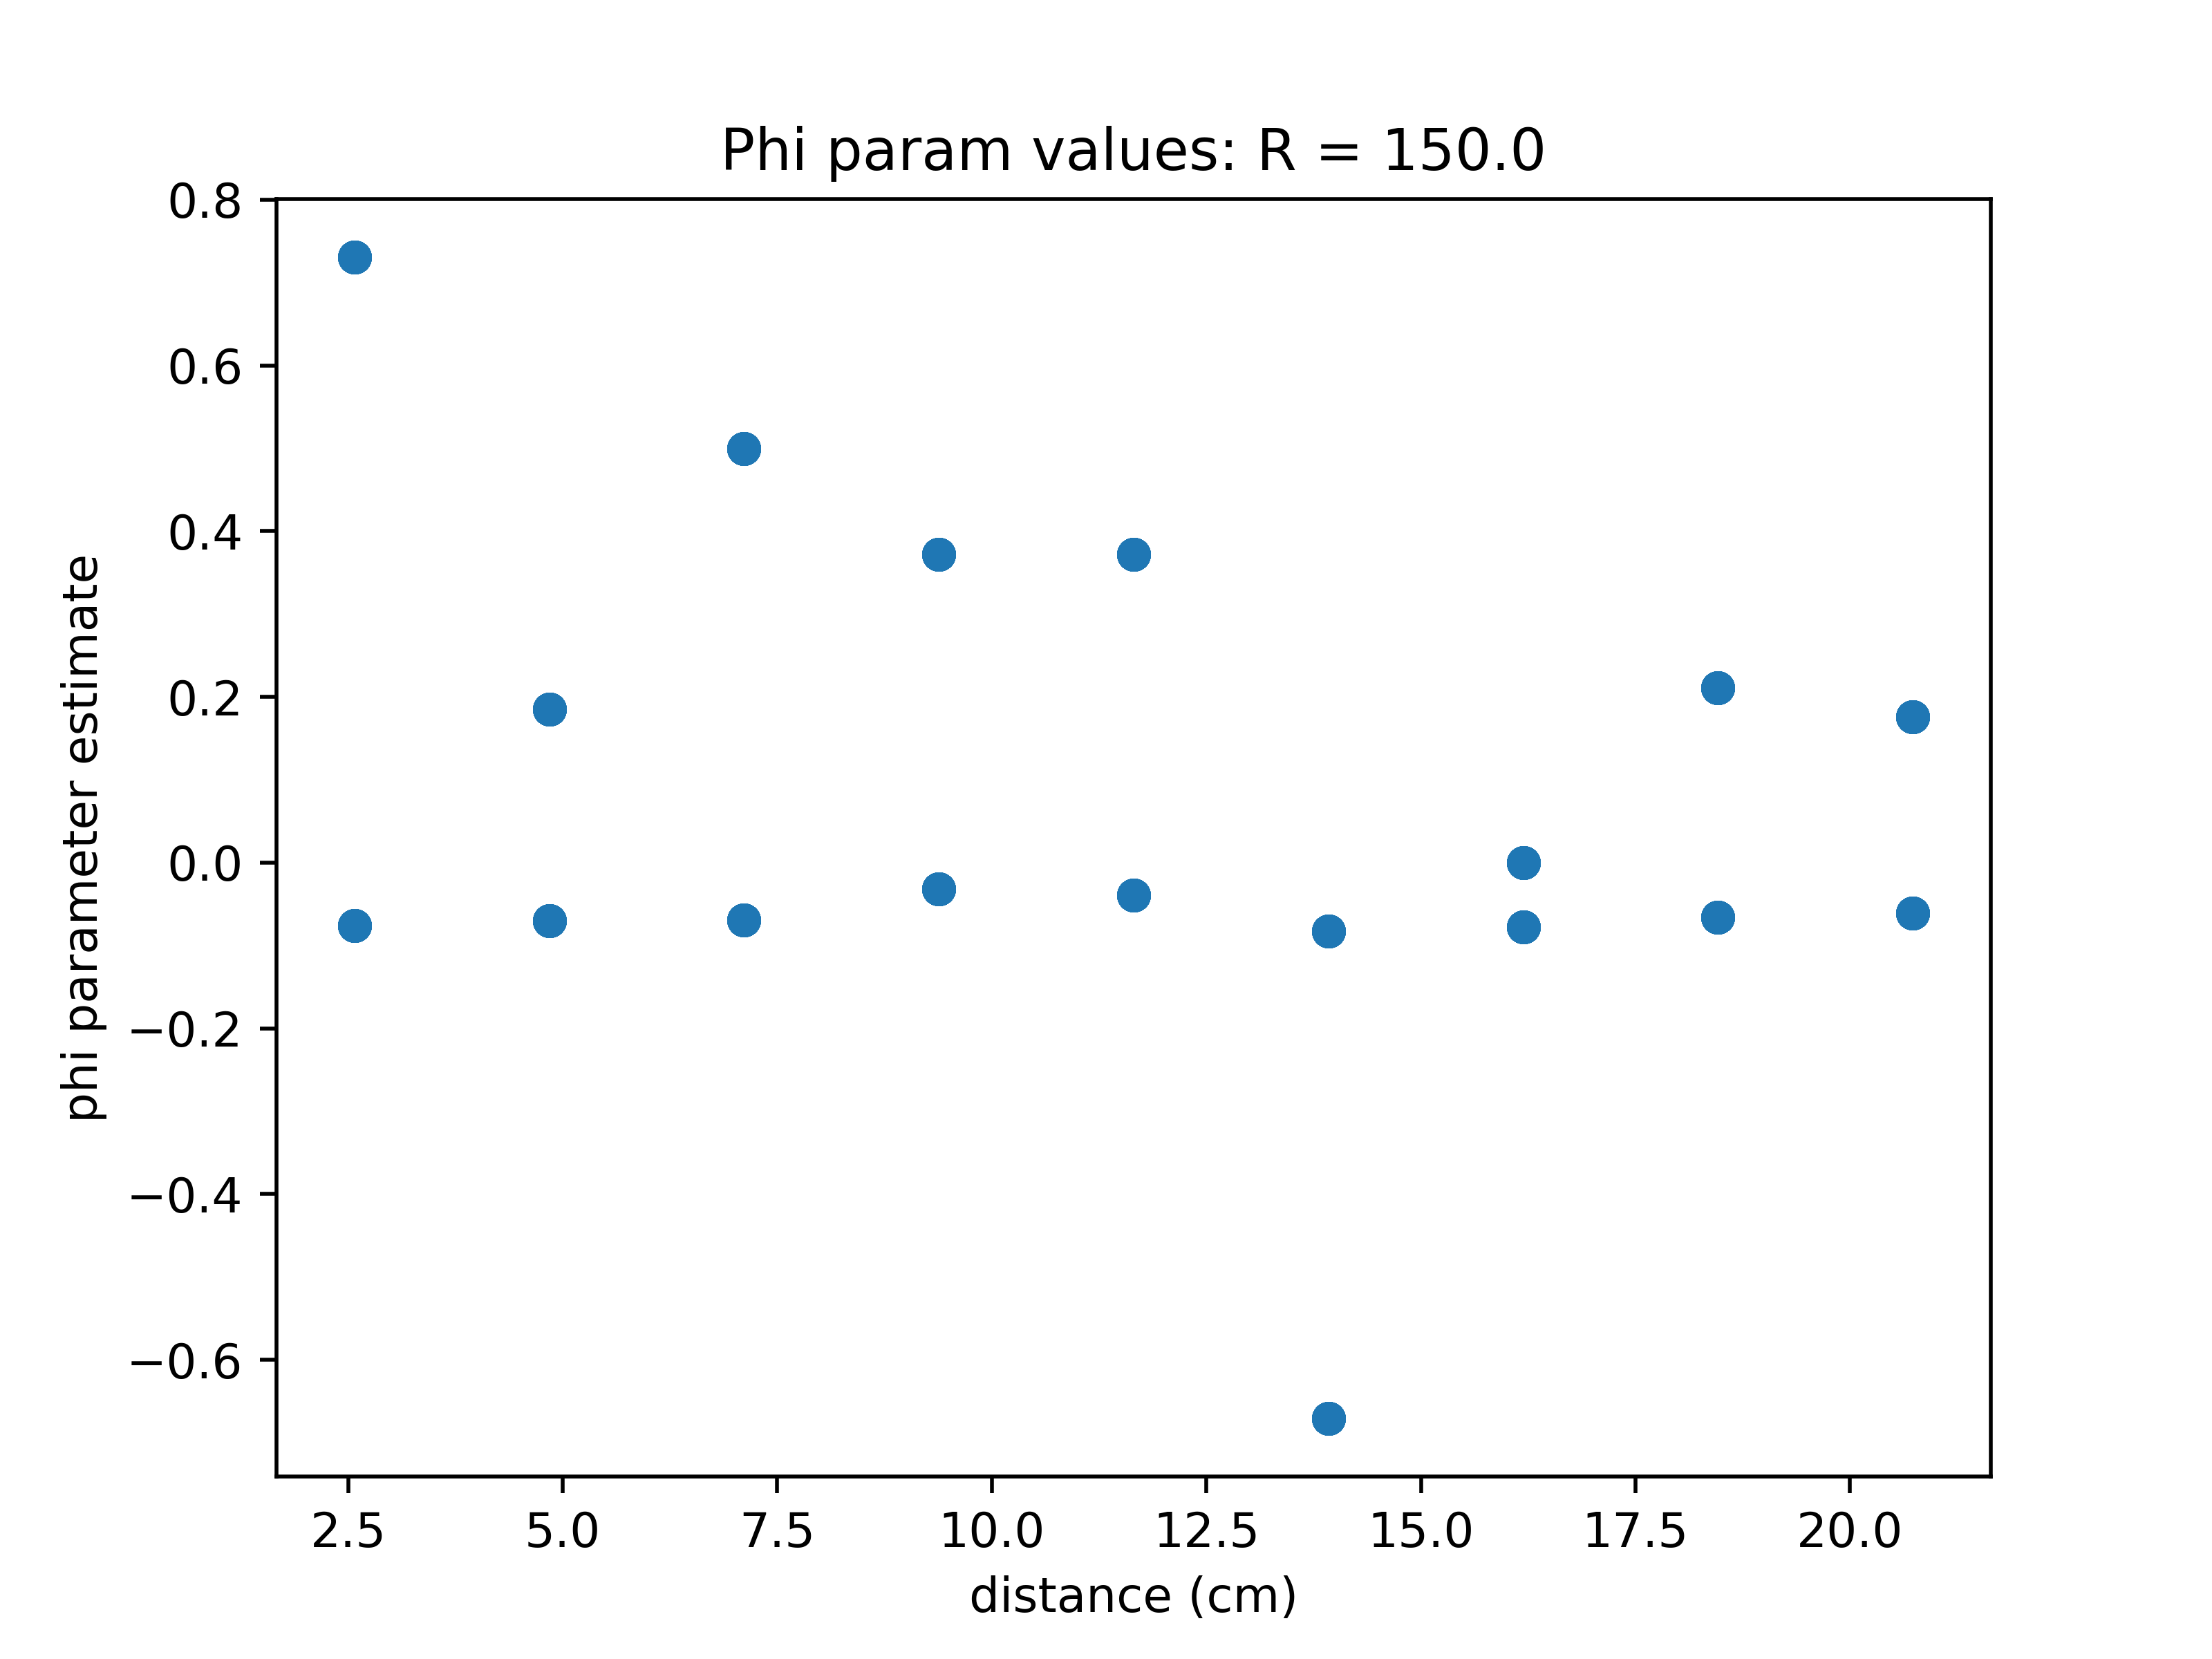 Phi param values: R = 150.0
phi parameter estimate
0.8
0.6
0.4
0.2
0.0
−0.2
−0.4
−0.6
2.5 5.0 7.5 10.0 12.5 15.0 17.5 20.0
distance (cm)